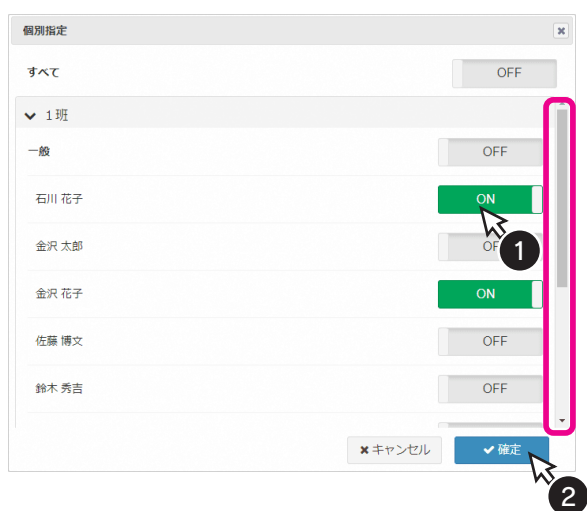 個別指定
すべて OFF
1班
一般 OFF
石川 花子 ON
金沢 太郎 OF
1
金沢 花子 ON
佐藤 博文 OFF
鈴木 秀吉 OFF
キャンセル 確定
2